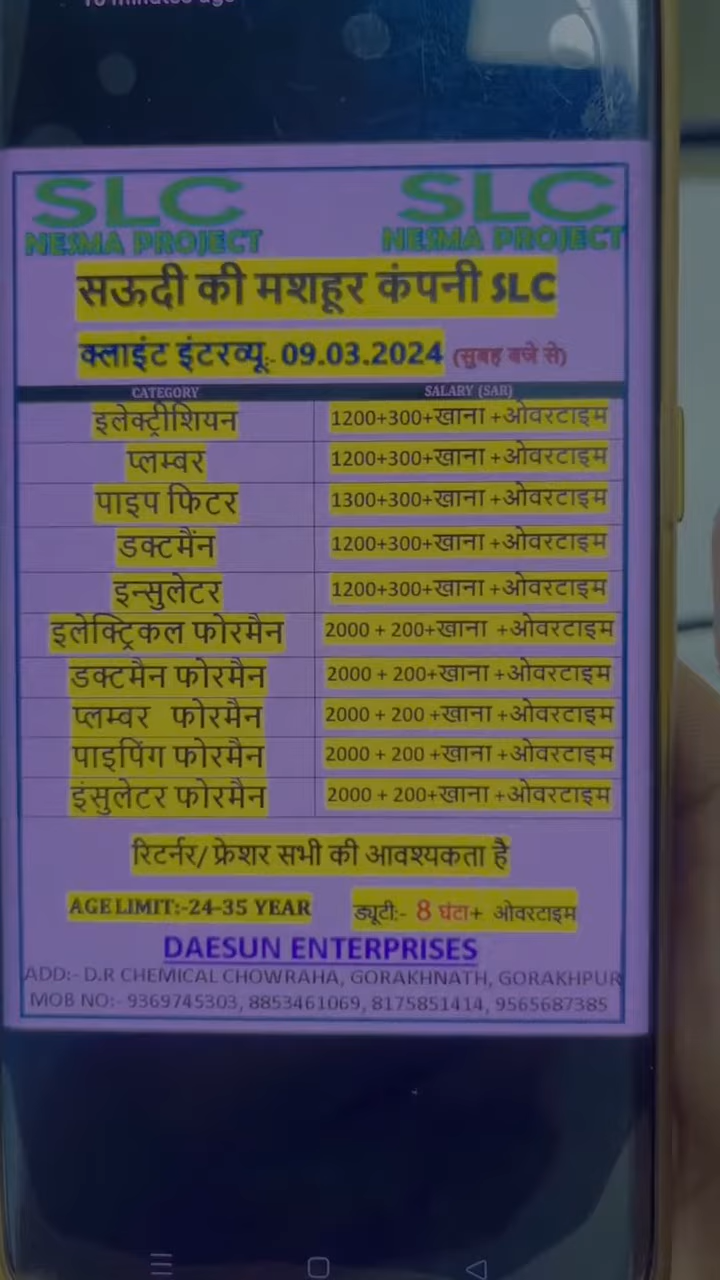 10 minutes ago
SLC SLC
NESMA PROJECT NESMA PROJECT
सऊदी की मशहूर कंपनी SLC
क्लाइंट इंटरव्यू:- 09.03.2024 (सुबह बजे से)
CATEGORY SALARY (SAR)
इलेक्ट्रीशियन 1200+300+खाना +ओवरटाइम
प्लम्बर 1200+300+खाना +ओवरटाइम
पाइप फिटर 1300+300+खाना +ओवरटाइम
डक्टमैंन 1200+300+खाना +ओवरटाइम
इन्सुलेटर 1200+300+खाना +ओवरटाइम
इलेक्ट्रिकल फोरमैन 2000 + 200+खाना +ओवरटाइम
डक्टमैन फोरमैन 2000 + 200+खाना +ओवरटाइम
प्लम्बर फोरमैन 2000 + 200 +खाना +ओवरटाइम
पाइपिंग फोरमैन 2000 + 200 +खाना +ओवरटाइम
इंसुलेटर फोरमैन 2000 + 200+खाना +ओवरटाइम
रिटर्नर/ फ्रेशर सभी की आवश्यकता है
AGE LIMIT:-24-35 YEAR ड्यूटी:- 8 घंटा+ ओवरटाइम
DAESUN ENTERPRISES
ADD:- D.R CHEMICAL CHOWRAHA, GORAKHNATH, GORAKHPUR
MOB NO:- 9369745303, 8853461069, 8175851414, 9565687385